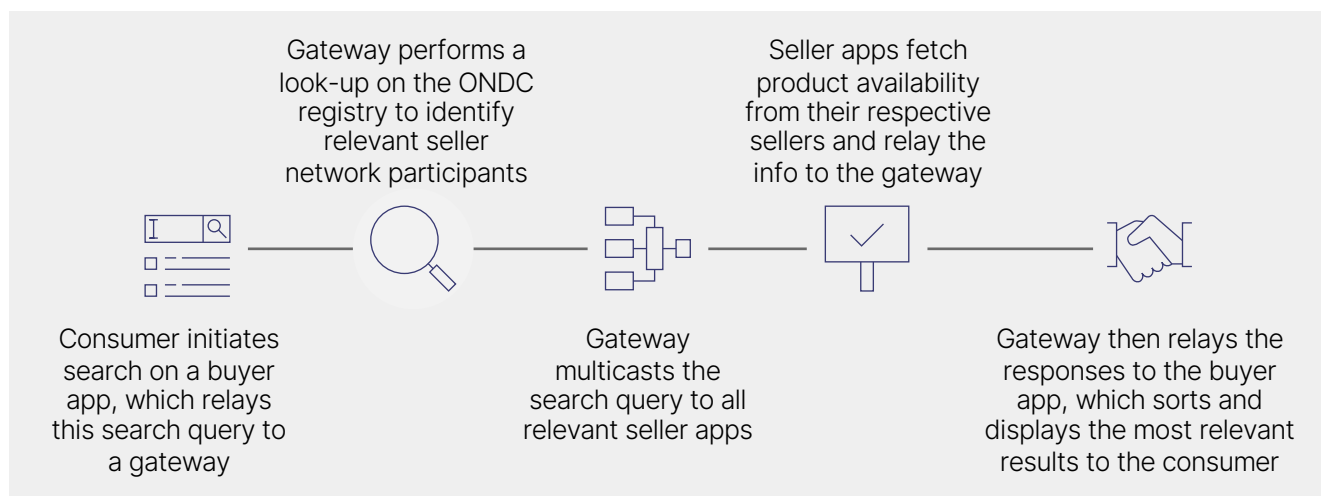 Consumer initiates
search on a buyer
app, which relays
this search query to
a gateway
Gateway performs a
look-up on the ONDC
registry to identify
relevant seller
network participants
Gateway
multicasts the
search query to all
relevant seller apps
Seller apps fetch
product availability
from their respective
sellers and relay the
info to the gateway
Gateway then relays the
responses to the buyer
app, which sorts and
displays the most relevant
results to the consumer